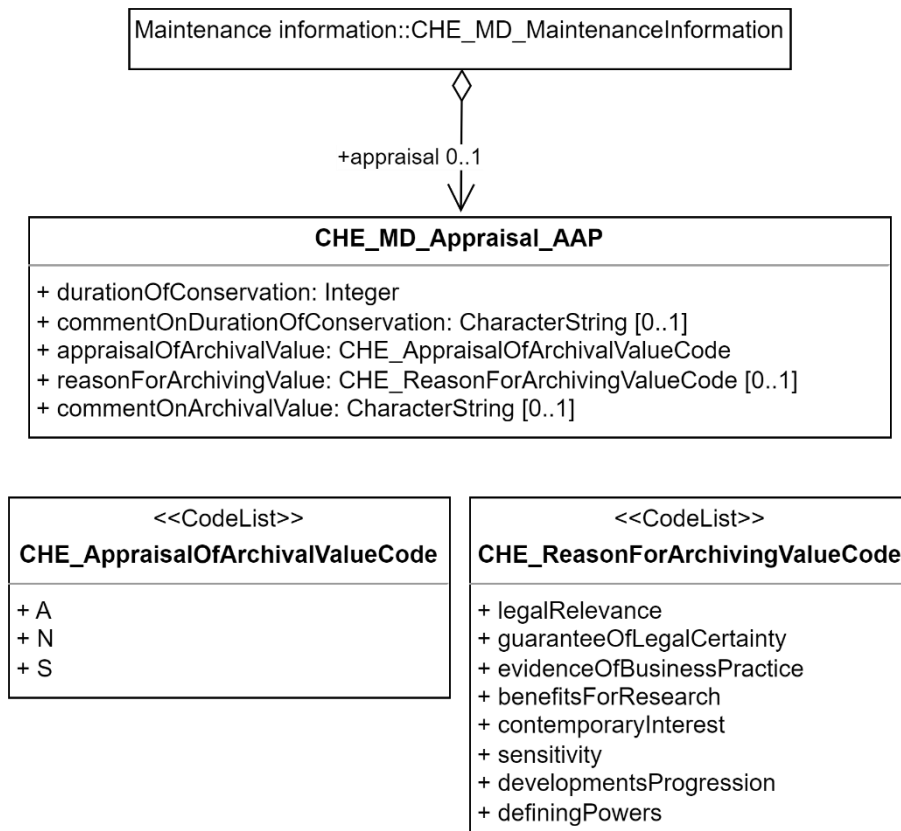 Maintenance information::CHE_MD_MaintenanceInformation
+appraisal 0..1
CHE_MD_Appraisal_AAP
+ durationOfConservation: Integer
+ commentOnDurationOfConservation: CharacterString [0..1]
+ appraisalOfArchivalValue: CHE_AppraisalOfArchivalValueCode
+ reasonForArchivingValue: CHE_ReasonForArchivingValueCode [0..1]
+ commentOnArchivalValue: CharacterString [0..1]
<<CodeList>>
CHE_AppraisalOfArchivalValueCode
+ A
+ N
+ S
<<CodeList>>
CHE_ReasonForArchivingValueCode
+ legalRelevance
+ guaranteeOfLegalCertainty
+ evidenceOfBusinessPractice
+ benefitsForResearch
+ contemporaryInterest
+ sensitivity
+ developmentsProgression
+ definingPowers